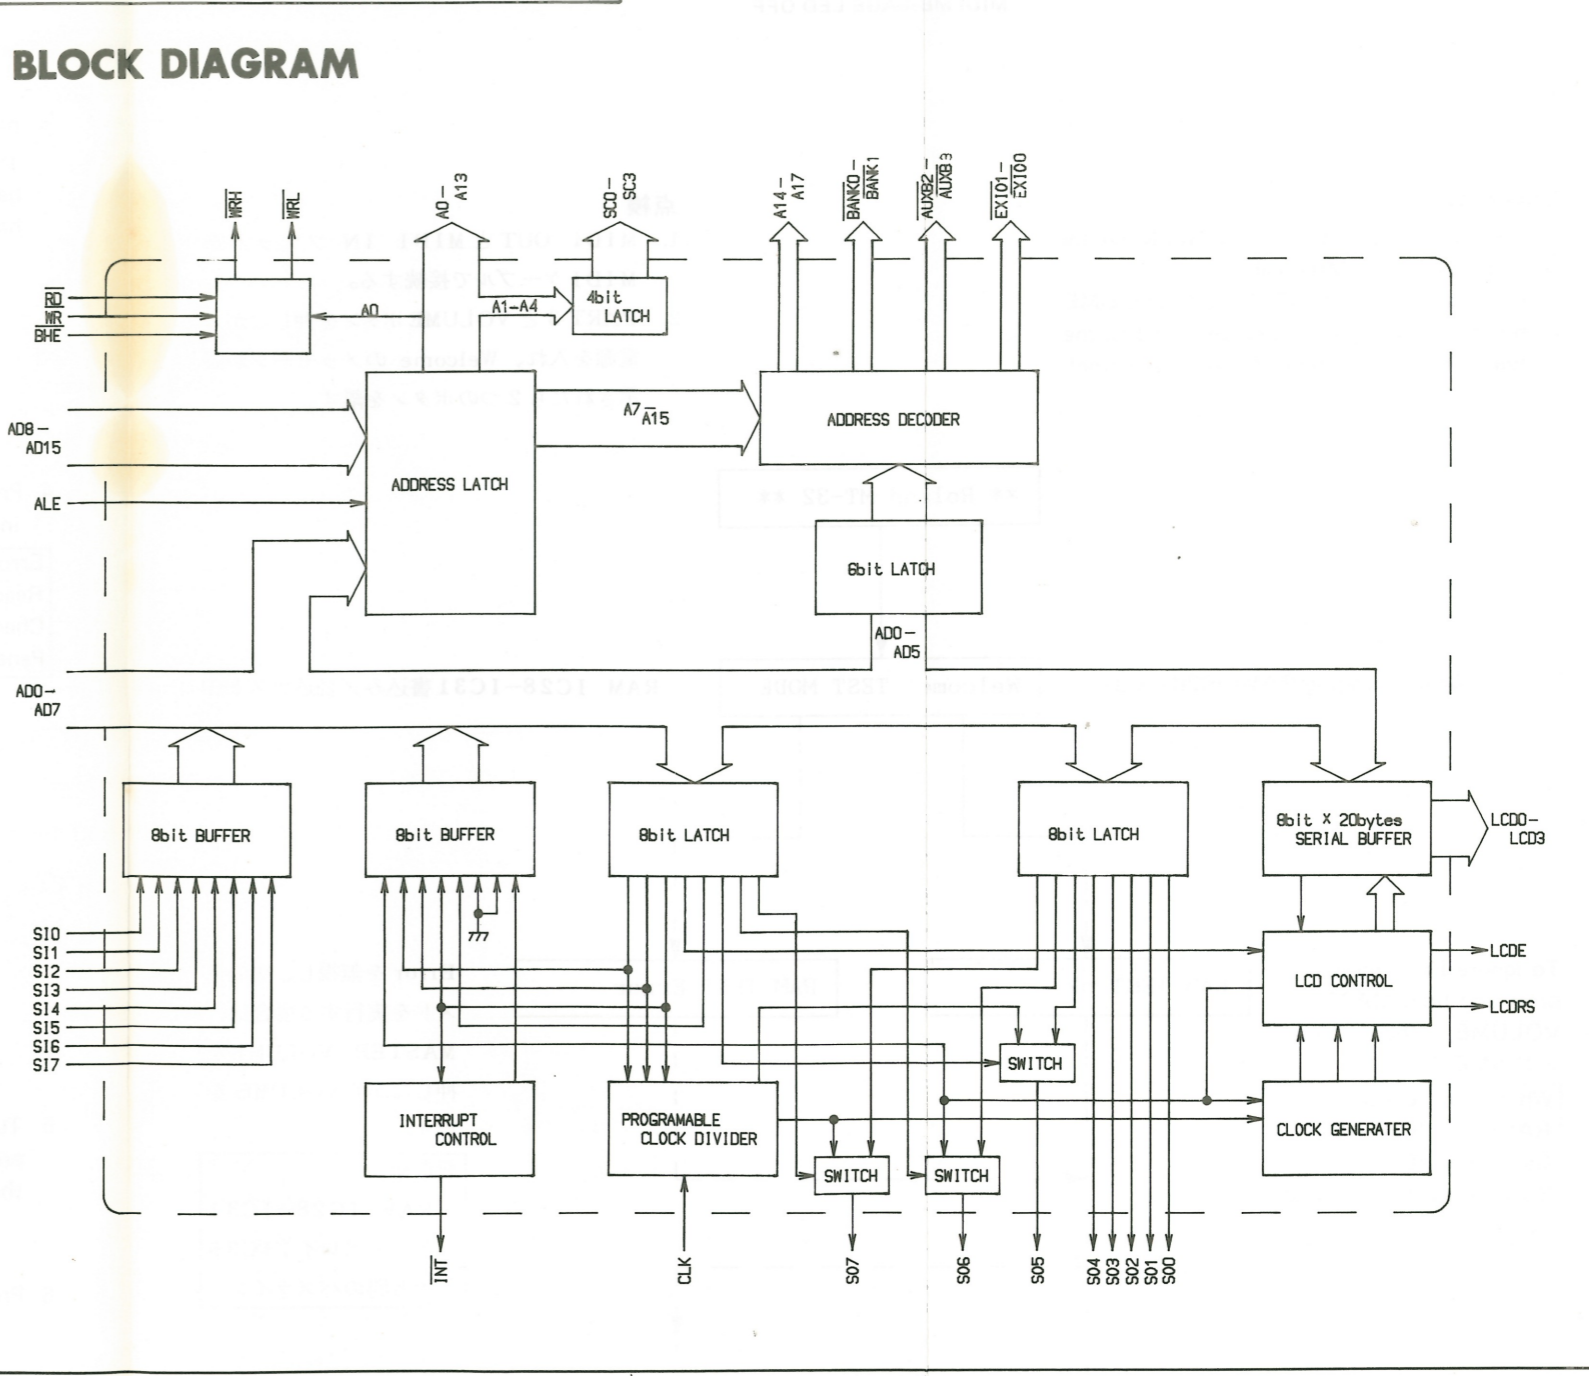 BLOCK DIAGRAM
WRH
WRL
A0-
A13
SC0-
SC3
A14-
A17
BANK0-
BANK1
AUXB2-
AUXB3
EXI01-
EXI00
RD
WR
BHE
A0
A1-A4
4bit
LATCH
AD8-
AD15
ALE
ADDRESS LATCH
A7-
A15
ADDRESS DECODER
6bit LATCH
AD0-
AD5
AD0-
AD7
8bit BUFFER
8bit BUFFER
8bit LATCH
8bit LATCH
8bit × 20bytes
SERIAL BUFFER
LCD0-
LCD3
SI0
SI1
SI2
SI3
SI4
SI5
SI6
SI7
LCD CONTROL
LCDE
LCDRS
SWITCH
INTERRUPT
CONTROL
PROGRAMABLE
CLOCK DIVIDER
SWITCH
SWITCH
CLOCK GENERATER
INT
CLK
SO7
SO6
SO5
SO4
SO3
SO2
SO1
SO0